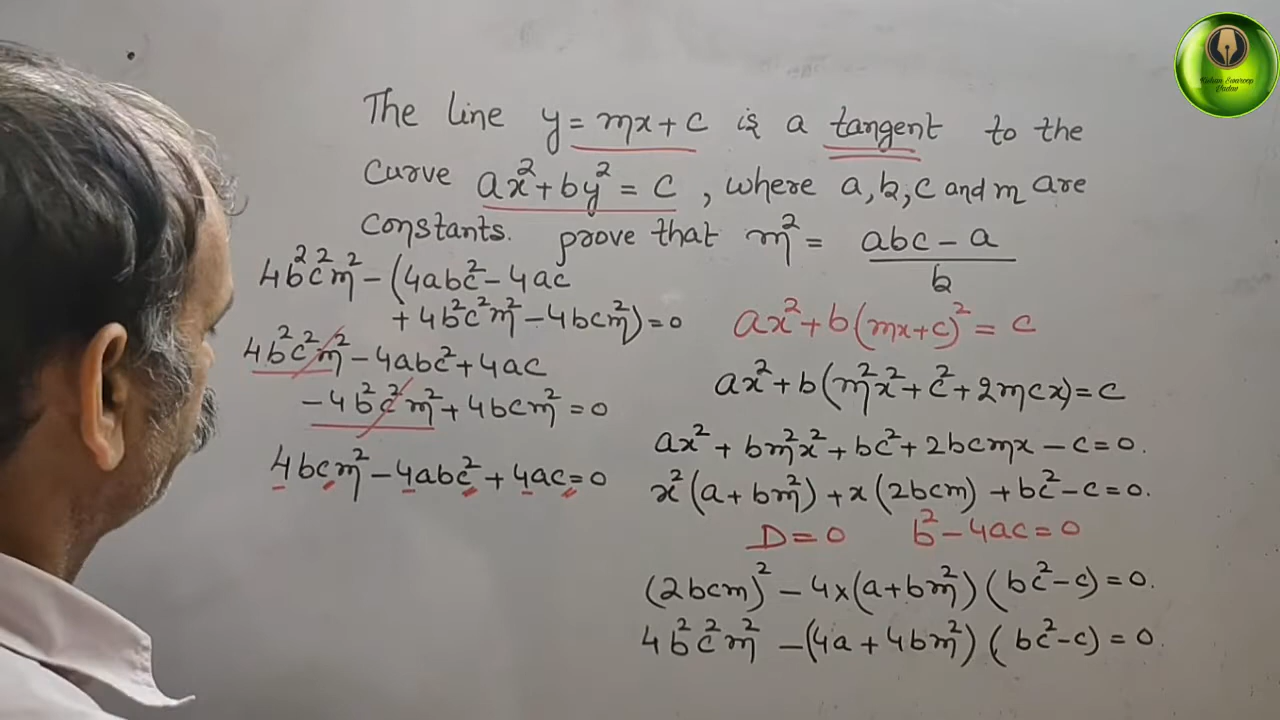 The line y = mx + c is a tangent to the
curve ax² + by² = c , where a, b, c and m are
constants. prove that m² = (abc - a)/b
4b²c²m² - (4abc² - 4ac
+ 4b²c²m² - 4bcm²) = 0
4b²c²m² - 4abc² + 4ac
- 4b²c²m² + 4bcm² = 0
4bcm² - 4abc² + 4ac = 0
ax² + b(mx+c)² = c
ax² + b(m²x² + c² + 2mcx) = c
ax² + bm²x² + bc² + 2bcmx - c = 0.
x²(a + bm²) + x(2bcm) + bc² - c = 0.
D = 0 b² - 4ac = 0
(2bcm)² - 4×(a+bm²)(bc²-c) = 0.
4b²c²m² - (4a + 4bm²)(bc²-c) = 0.
Kishan Swaroop
Yadav